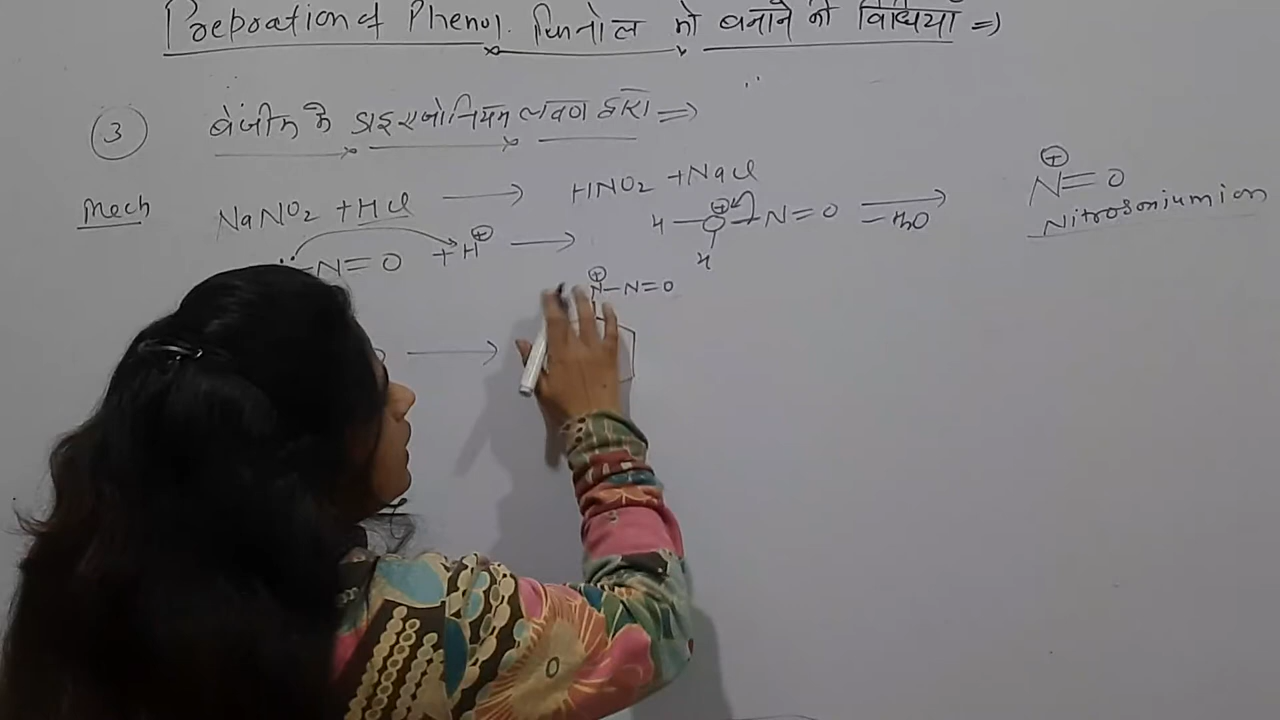 Preparation of Phenol. फिनोल को बनाने की विधियां =>
3 बेंजीन के डाइएजोनियम लवण द्वारा =>
Mech NaNO2 + HCl → HNO2 + NaCl
–N=O + H⊕ → H–O⊕–N=O –H2O → N⊕=O
H
Nitrosonium ion
⊕
N–N=O
→